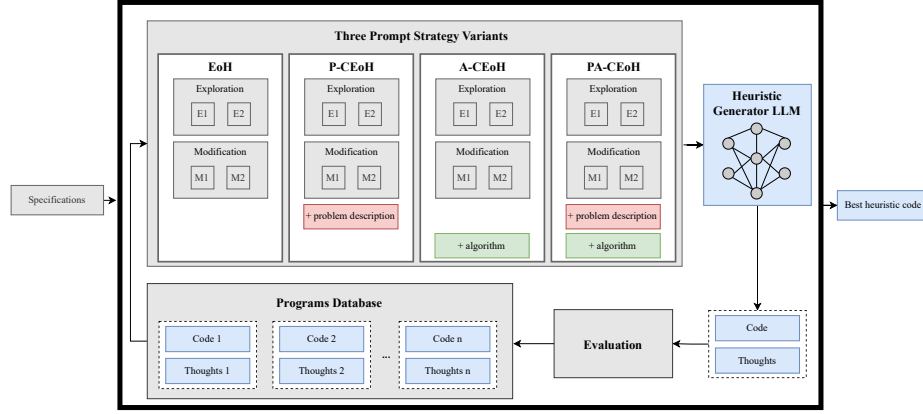 Three Prompt Strategy Variants
EoH
Exploration
E1 E2
Modification
M1 M2
P-CEoH
Exploration
E1 E2
Modification
M1 M2
+ problem description
A-CEoH
Exploration
E1 E2
Modification
M1 M2
+ algorithm
PA-CEoH
Exploration
E1 E2
Modification
M1 M2
+ problem description
+ algorithm
Heuristic
Generator LLM
Specifications
Best heuristic code
Programs Database
Code 1
Thoughts 1
Code 2
Thoughts 2
...
Code n
Thoughts n
Evaluation
Code
Thoughts